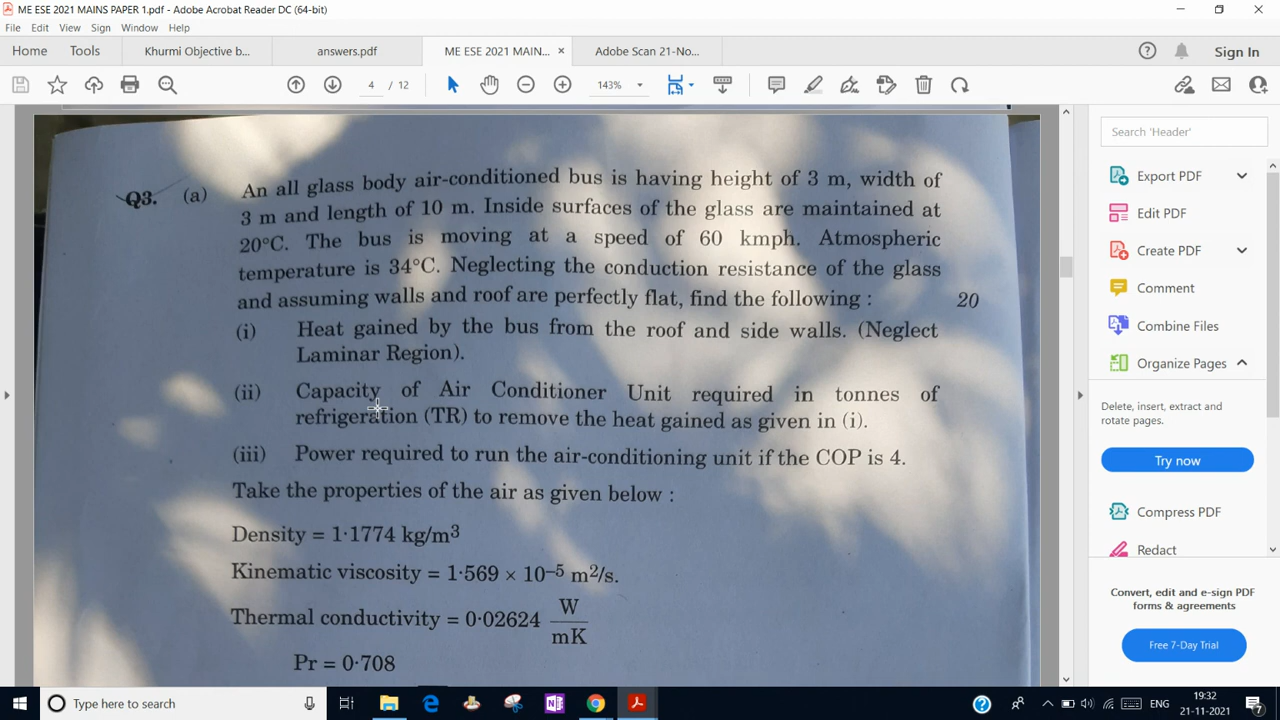 ME ESE 2021 MAINS PAPER 1.pdf - Adobe Acrobat Reader DC (64-bit)
File Edit View Sign Window Help
Home Tools Khurmi Objective b... answers.pdf ME ESE 2021 MAIN... × Adobe Scan 21-No... Sign In
4 / 12 143%
Q3. (a) An all glass body air-conditioned bus is having height of 3 m, width of
3 m and length of 10 m. Inside surfaces of the glass are maintained at
20°C. The bus is moving at a speed of 60 kmph. Atmospheric
temperature is 34°C. Neglecting the conduction resistance of the glass
and assuming walls and roof are perfectly flat, find the following : 20
(i) Heat gained by the bus from the roof and side walls. (Neglect
Laminar Region).
(ii) Capacity of Air Conditioner Unit required in tonnes of
refrigeration (TR) to remove the heat gained as given in (i).
(iii) Power required to run the air-conditioning unit if the COP is 4.
Take the properties of the air as given below :
Density = 1·1774 kg/m³
Kinematic viscosity = 1·569 × 10⁻⁵ m²/s.
Thermal conductivity = 0·02624 W/mK
Pr = 0·708
Search 'Header'
Export PDF
Edit PDF
Create PDF
Comment
Combine Files
Organize Pages
Delete, insert, extract and
rotate pages.
Try now
Compress PDF
Redact
Convert, edit and e-sign PDF
forms & agreements
Free 7-Day Trial
Type here to search
ENG
19:32
21-11-2021
7